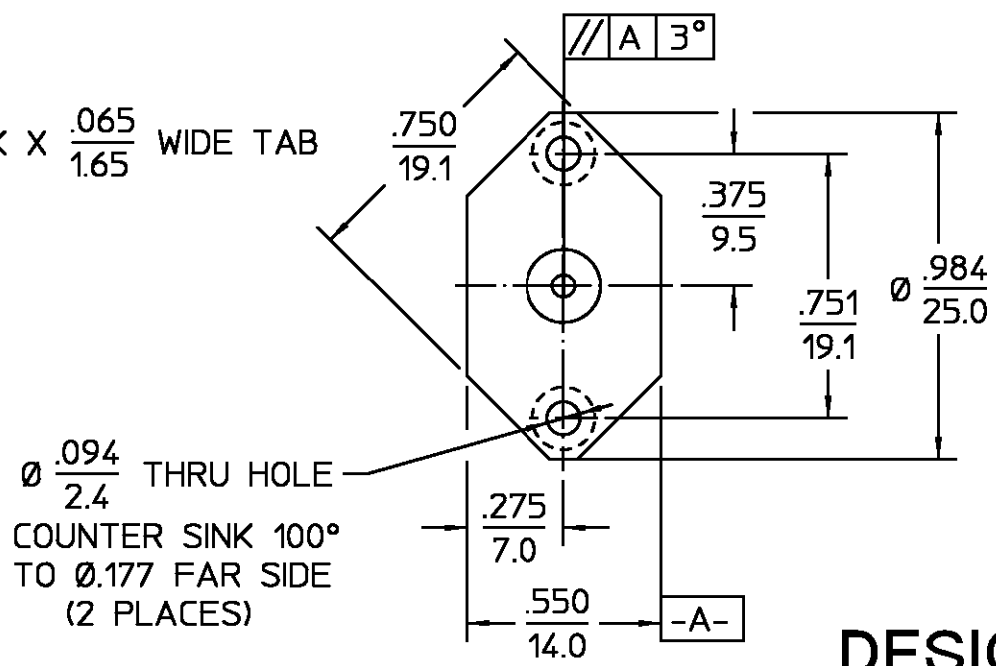 // A 3°
X .065 WIDE TAB
1.65
.750
19.1
.375
9.5
.751
19.1
Ø .984
25.0
Ø .094 THRU HOLE
2.4
COUNTER SINK 100°
TO Ø.177 FAR SIDE
(2 PLACES)
.275
7.0
.550
14.0
-A-